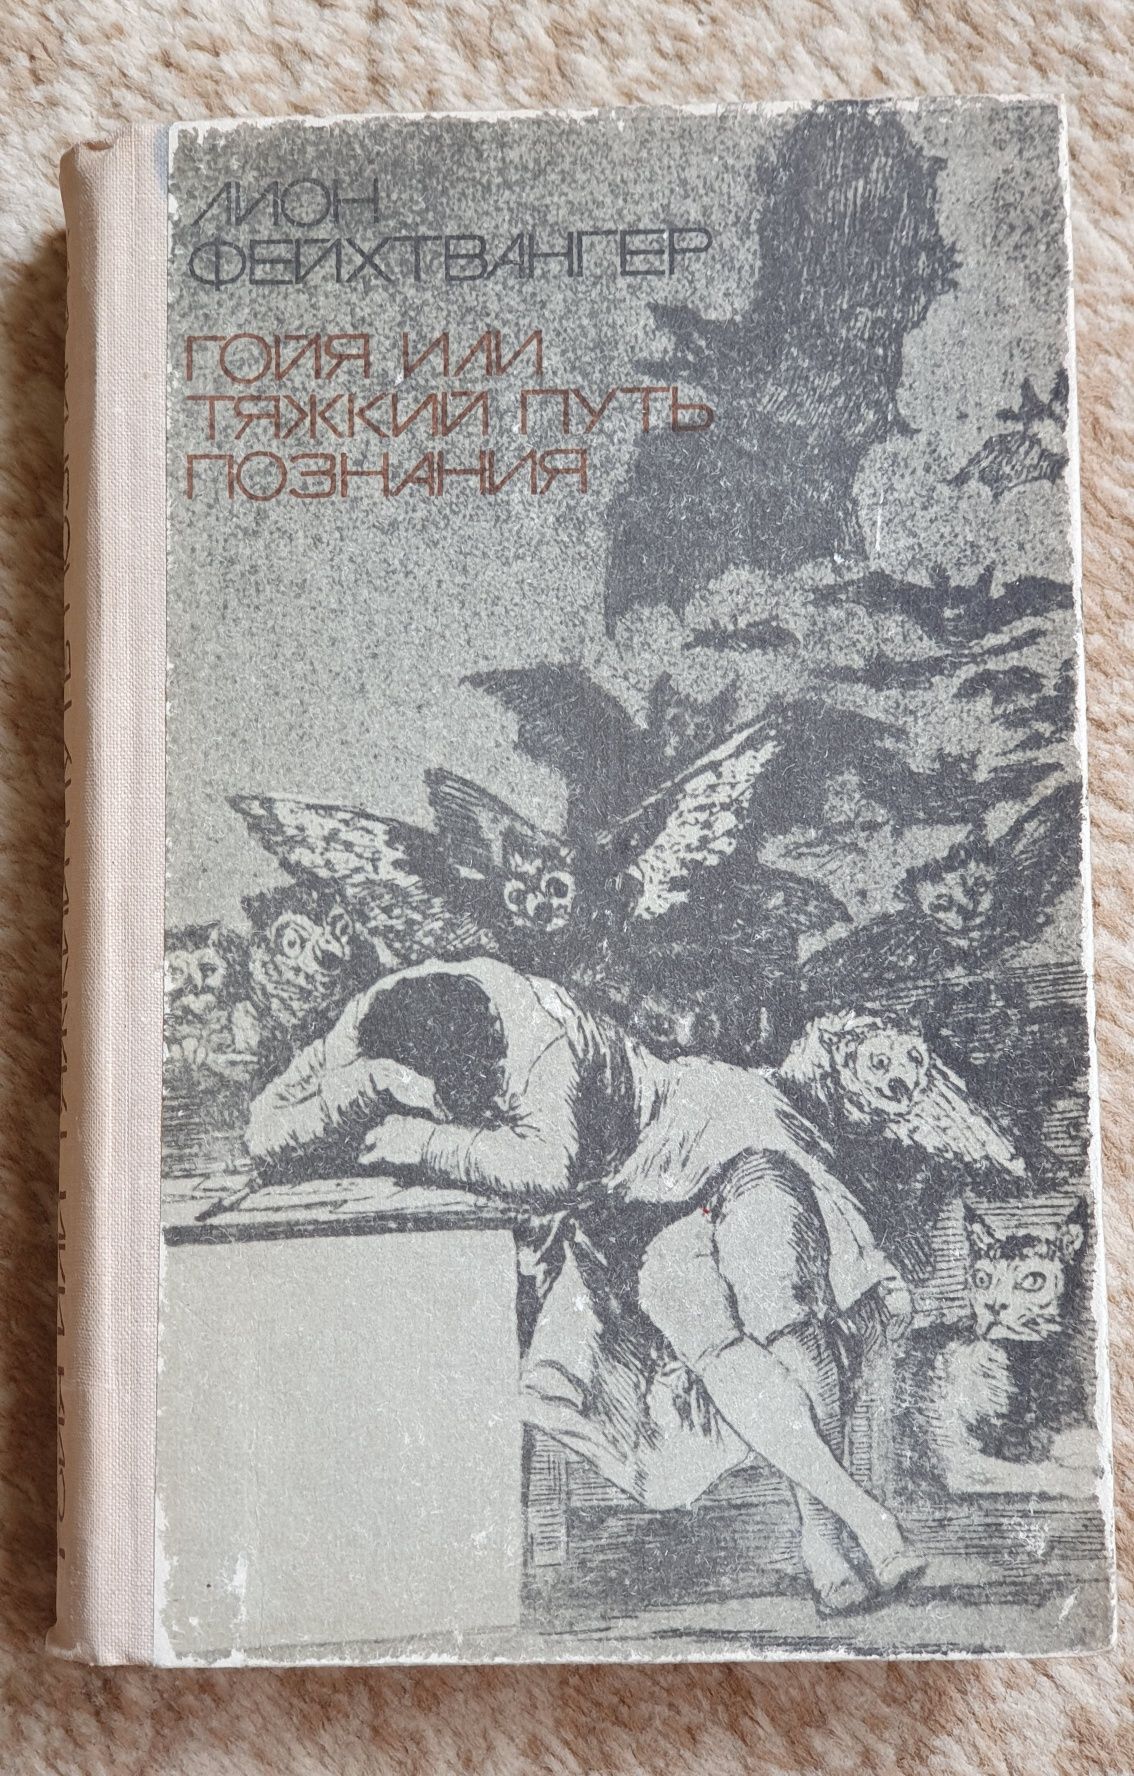 ЛИОН
ФЕЙХТВАНГЕР
ГОЙЯ ИЛИ
ТЯЖКИЙ ПУТЬ
ПОЗНАНИЯ